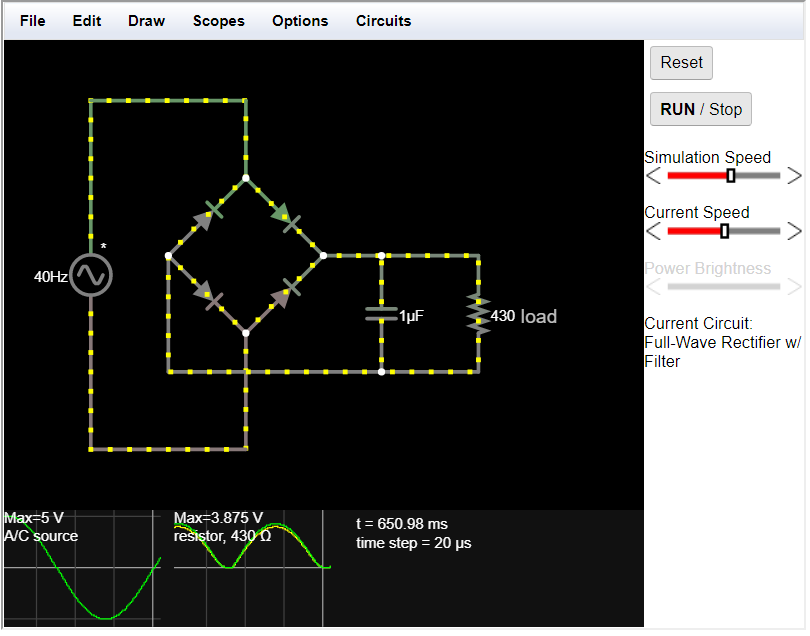 File Edit Draw Scopes Options Circuits
Reset
RUN / Stop
Simulation Speed
Current Speed
Power Brightness
Current Circuit:
Full-Wave Rectifier w/
Filter
*
40Hz
1μF
430 load
Max=5 V
A/C source
Max=3.875 V
resistor, 430 Ω
t = 650.98 ms
time step = 20 μs